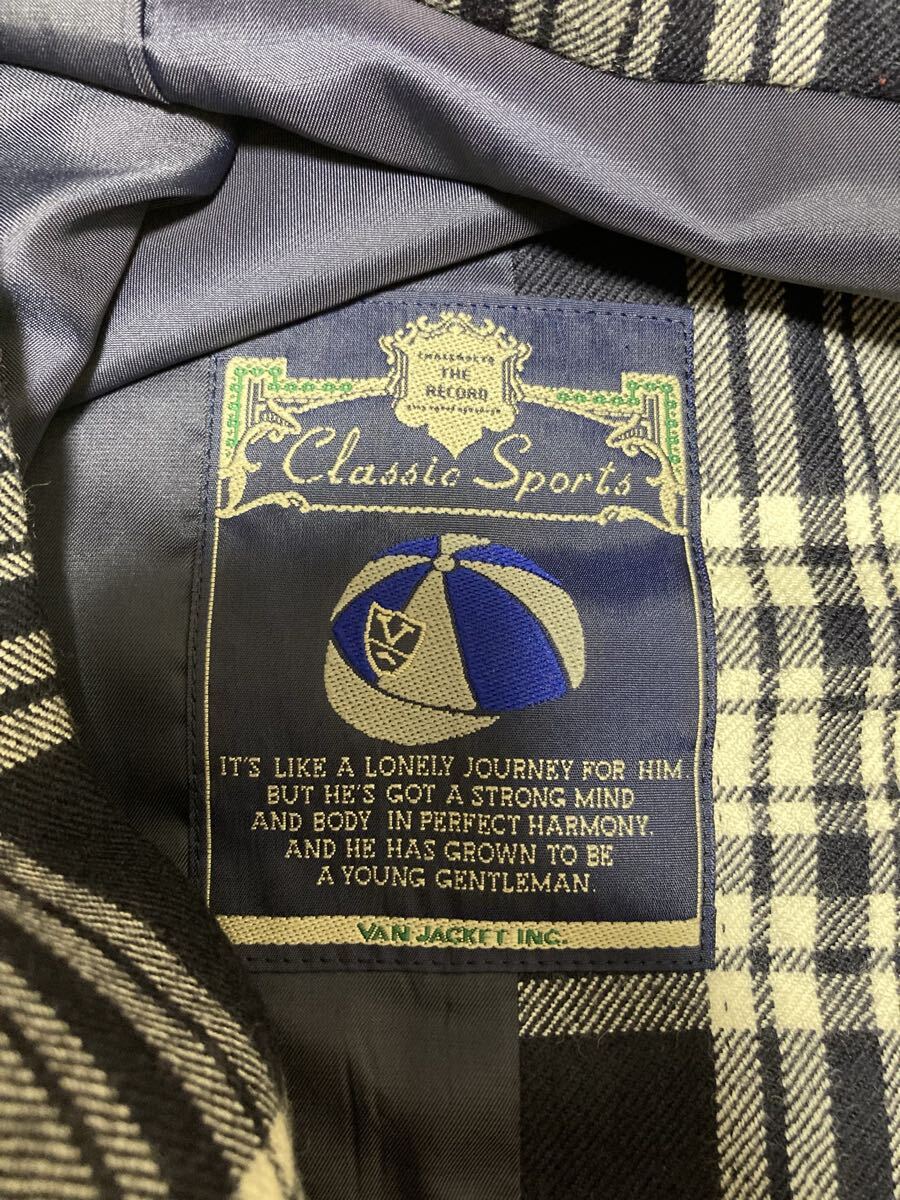 THE
RECORD
Classic Sports
V
IT'S LIKE A LONELY JOURNEY FOR HIM.
BUT HE'S GOT A STRONG MIND
AND BODY IN PERFECT HARMONY.
AND HE HAS GROWN TO BE
A YOUNG GENTLEMAN.
VAN JACKET INC.